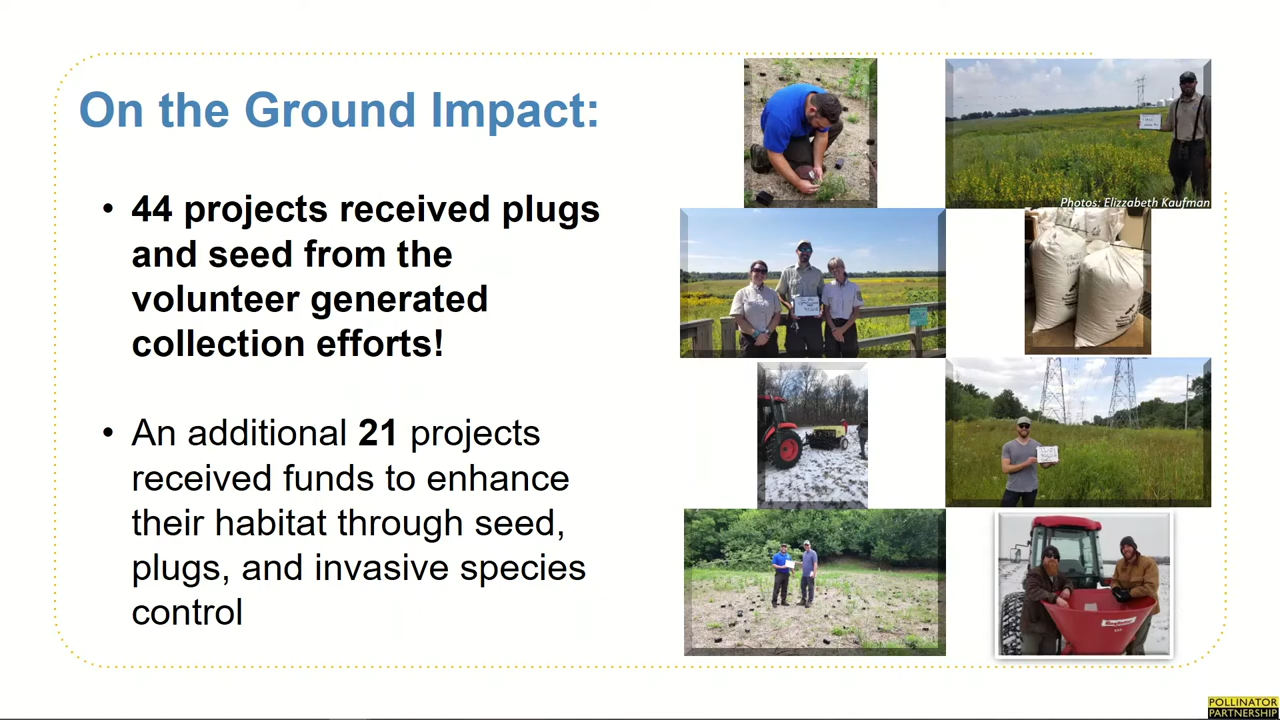 On the Ground Impact:
• 44 projects received plugs
and seed from the
volunteer generated
collection efforts!
• An additional 21 projects
received funds to enhance
their habitat through seed,
plugs, and invasive species
control
Photos: Elizzabeth Kaufman
POLLINATOR
PARTNERSHIP